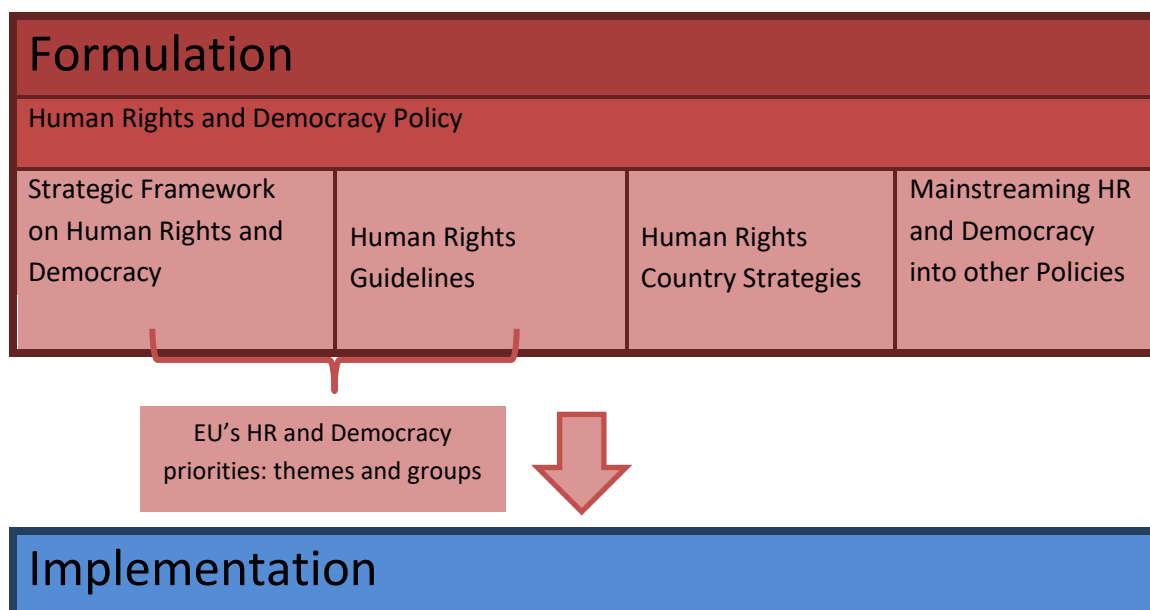 Formulation
Human Rights and Democracy Policy
Strategic Framework
on Human Rights and
Democracy
Human Rights
Guidelines
Human Rights
Country Strategies
Mainstreaming HR
and Democracy
into other Policies
EU’s HR and Democracy
priorities: themes and groups
Implementation